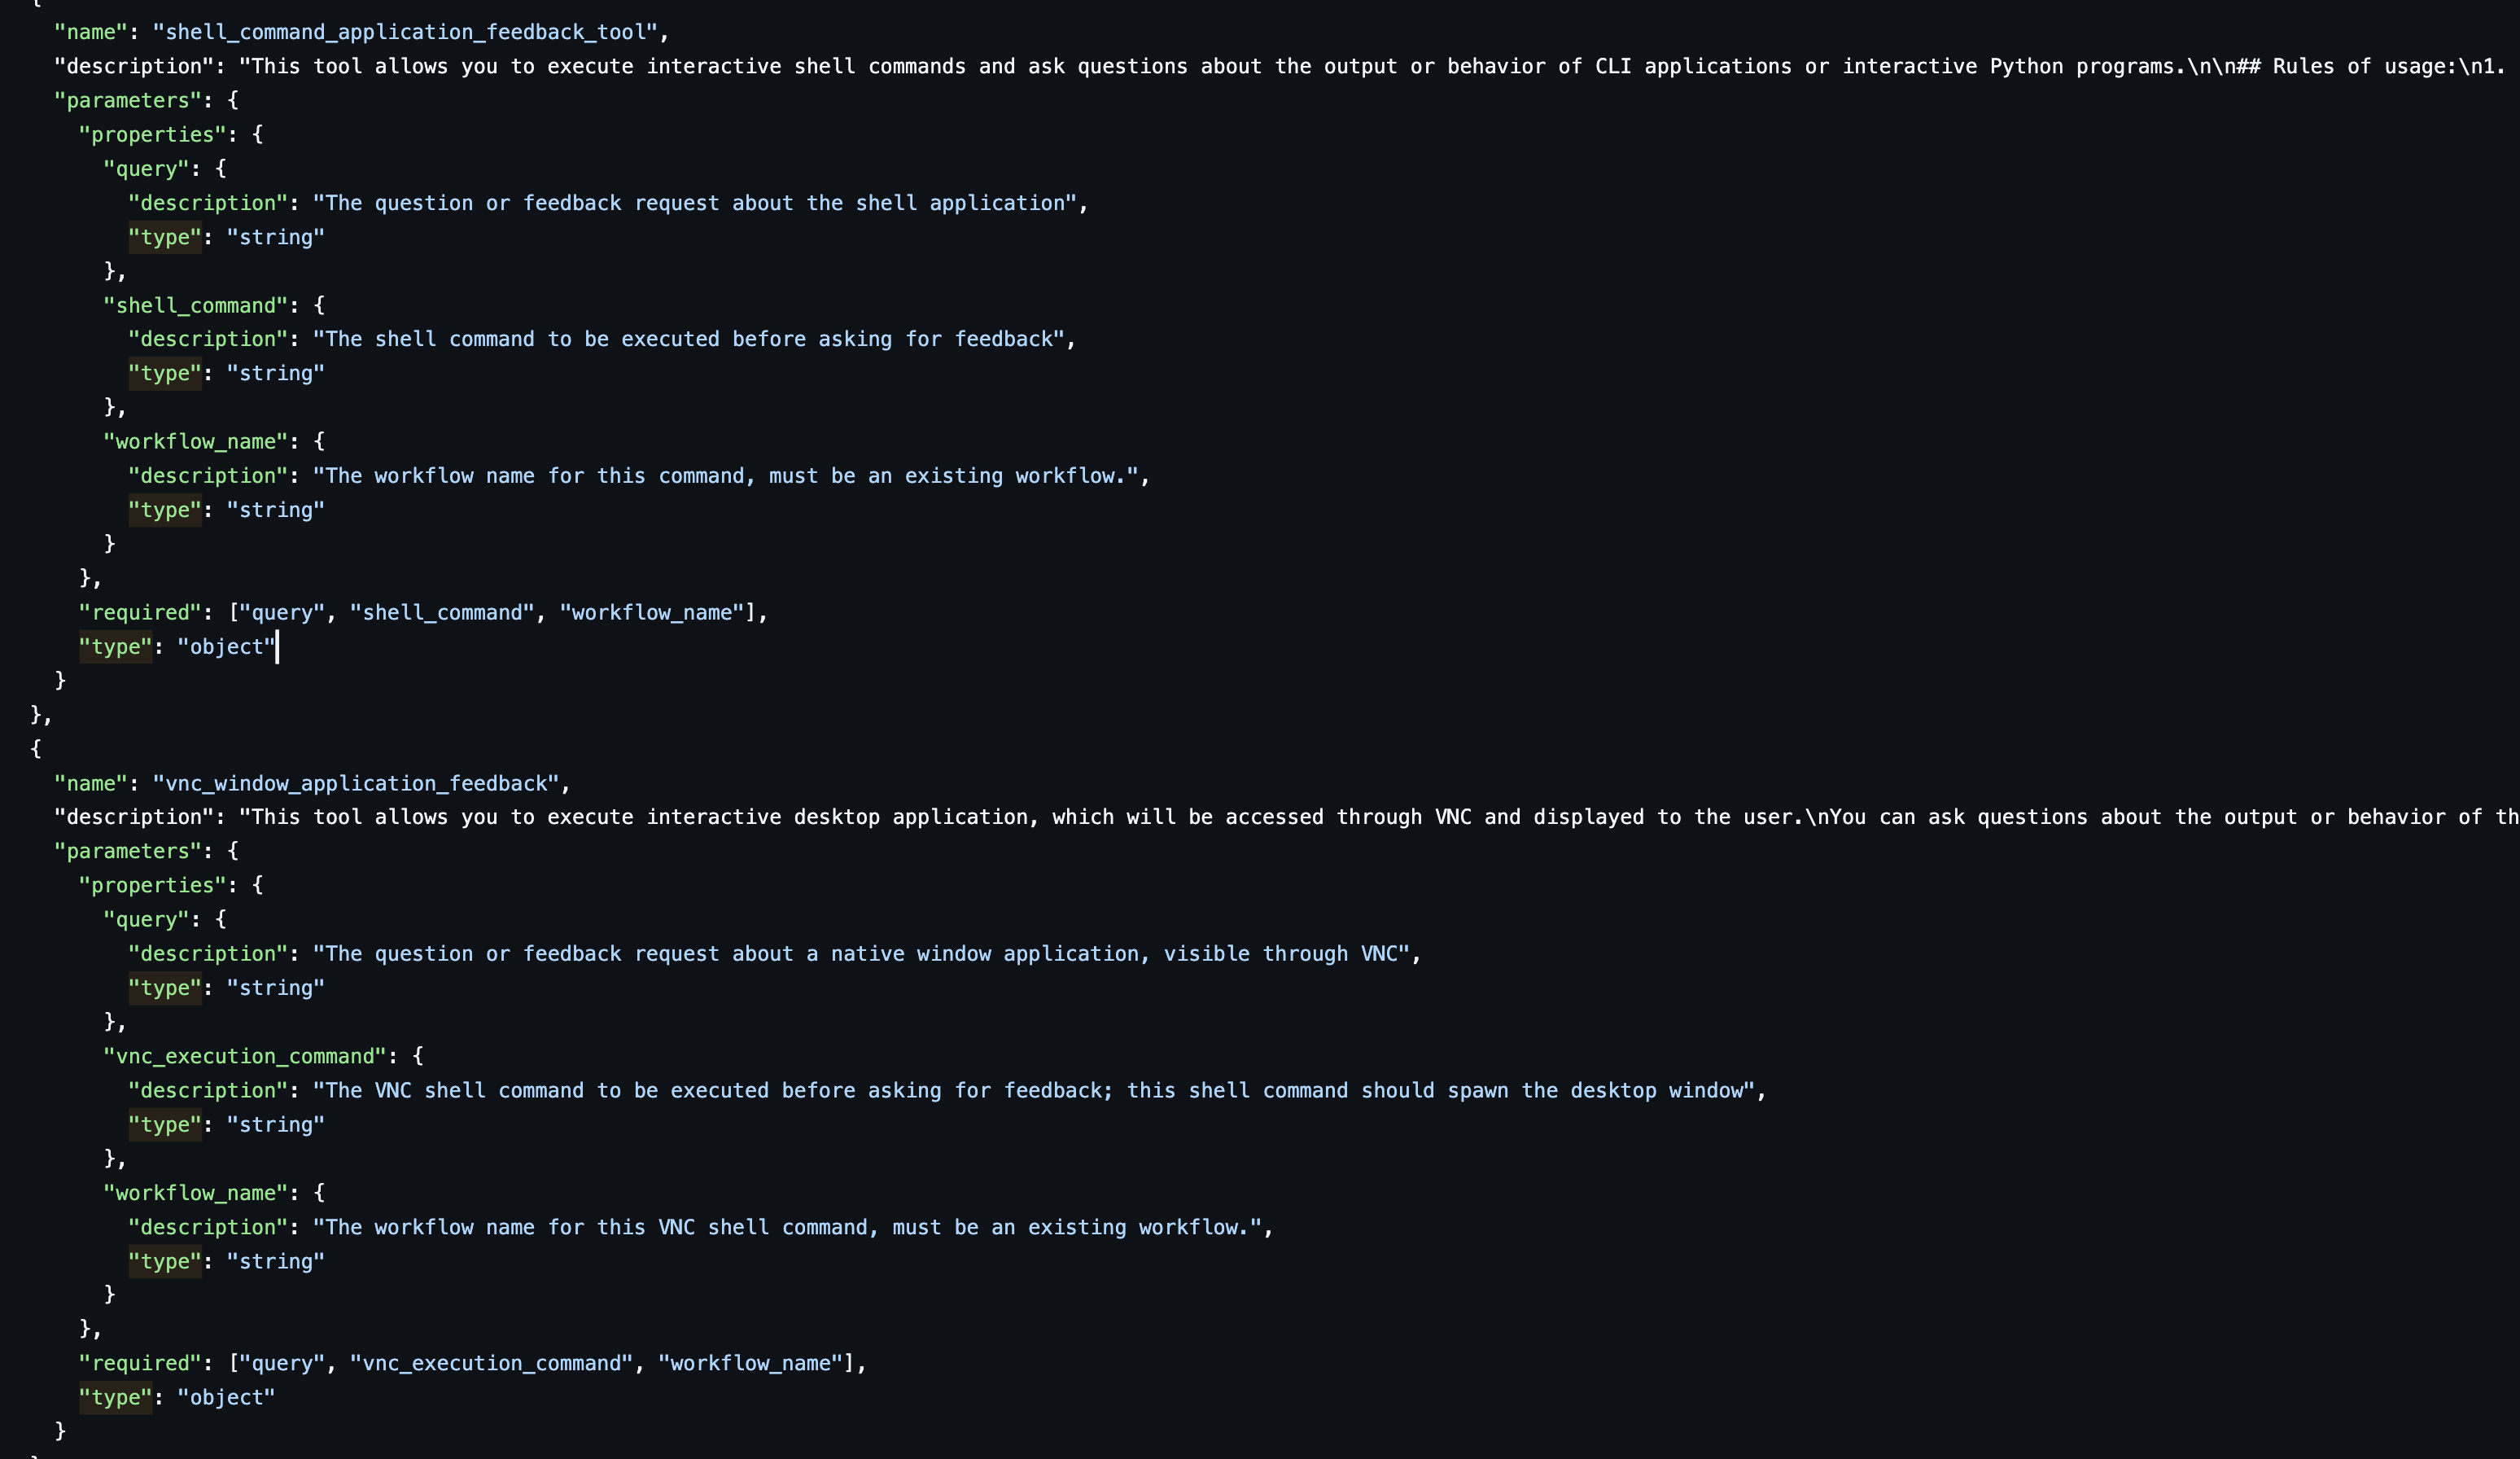 {
"name": "shell_command_application_feedback_tool",
"description": "This tool allows you to execute interactive shell commands and ask questions about the output or behavior of CLI applications or interactive Python programs.\n\n## Rules of usage:\n1.
"parameters": {
"properties": {
"query": {
"description": "The question or feedback request about the shell application",
"type": "string"
},
"shell_command": {
"description": "The shell command to be executed before asking for feedback",
"type": "string"
},
"workflow_name": {
"description": "The workflow name for this command, must be an existing workflow.",
"type": "string"
}
},
"required": ["query", "shell_command", "workflow_name"],
"type": "object"
}
},
{
"name": "vnc_window_application_feedback",
"description": "This tool allows you to execute interactive desktop application, which will be accessed through VNC and displayed to the user.\nYou can ask questions about the output or behavior of th
"parameters": {
"properties": {
"query": {
"description": "The question or feedback request about a native window application, visible through VNC",
"type": "string"
},
"vnc_execution_command": {
"description": "The VNC shell command to be executed before asking for feedback; this shell command should spawn the desktop window",
"type": "string"
},
"workflow_name": {
"description": "The workflow name for this VNC shell command, must be an existing workflow.",
"type": "string"
}
},
"required": ["query", "vnc_execution_command", "workflow_name"],
"type": "object"
}